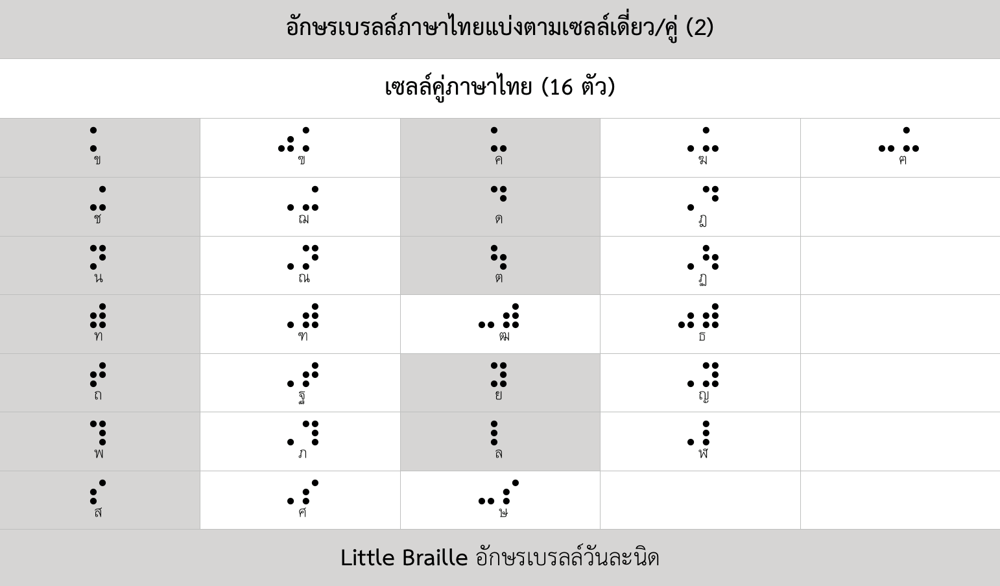 อักษรเบรลล์ภาษาไทยแบ่งตามเซลล์เดี่ยว/คู่ (2)
เซลล์คู่ภาษาไทย (16 ตัว)
⠅ ⠰⠆⠅ ⠥ ⠠⠥ ⠤⠥
ข ฃ ค ฆ ฅ
⠬ ⠠⠬ ⠙ ⠠⠙
ช ฌ ด ฎ
⠝ ⠠⠝ ⠳ ⠠⠳
น ณ ต ฏ
⠾ ⠠⠾ ⠤⠾ ⠴⠾
ท ฑ ฒ ธ
⠞ ⠠⠞ ⠽ ⠠⠽
ถ ฐ ย ญ
⠹ ⠠⠹ ⠇ ⠠⠇
พ ภ ล ฬ
⠎ ⠠⠎ ⠤⠎
ส ศ ษ
Little Braille อักษรเบรลล์วันละนิด